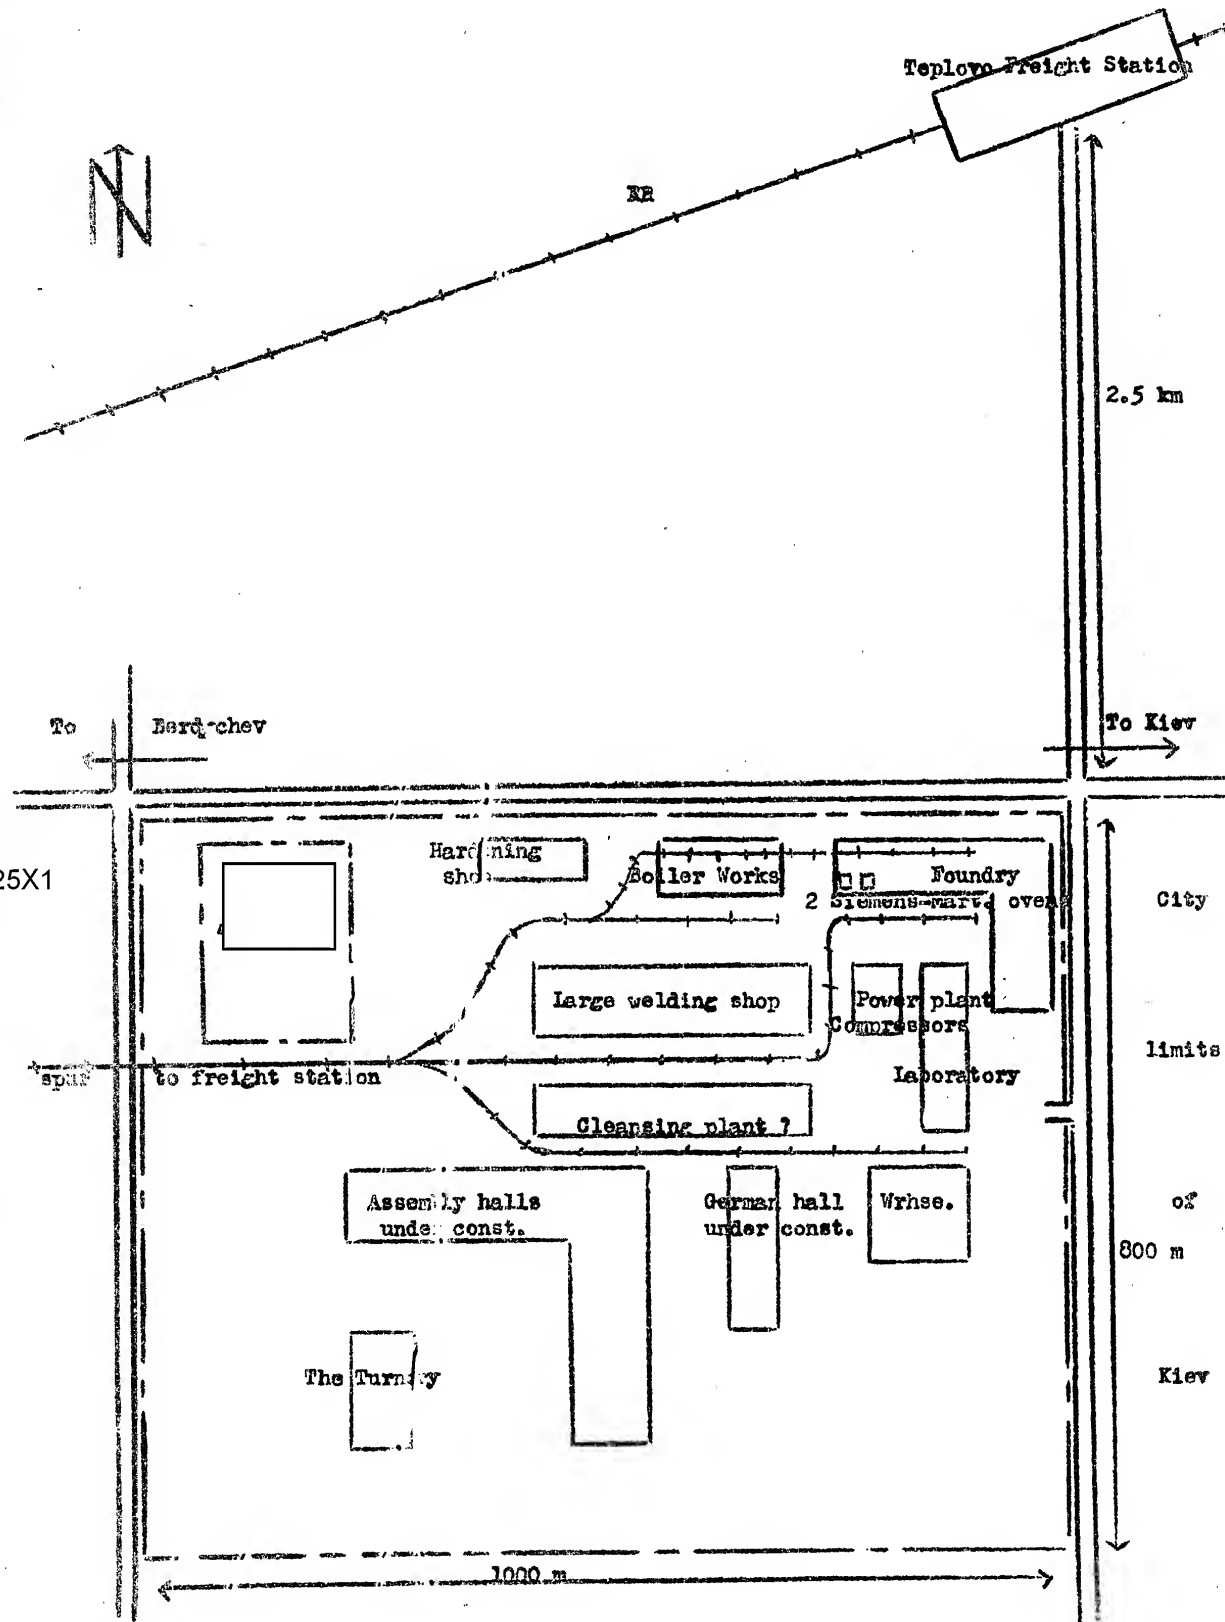 Teplovo Freight Station
N
RR
2.5 km
To
To Kiev
25X1
Hardening
shop
Boiler Works
Foundry
2 Siemens-Mart. ovens
City
Large welding shop
Power plant
Compressors
limits
spur to freight station
Laboratory
Cleansing plant ?
Assembly halls
under const.
German hall
under const.
Wrhse.
of
800 m
The
Kiev
1000 m